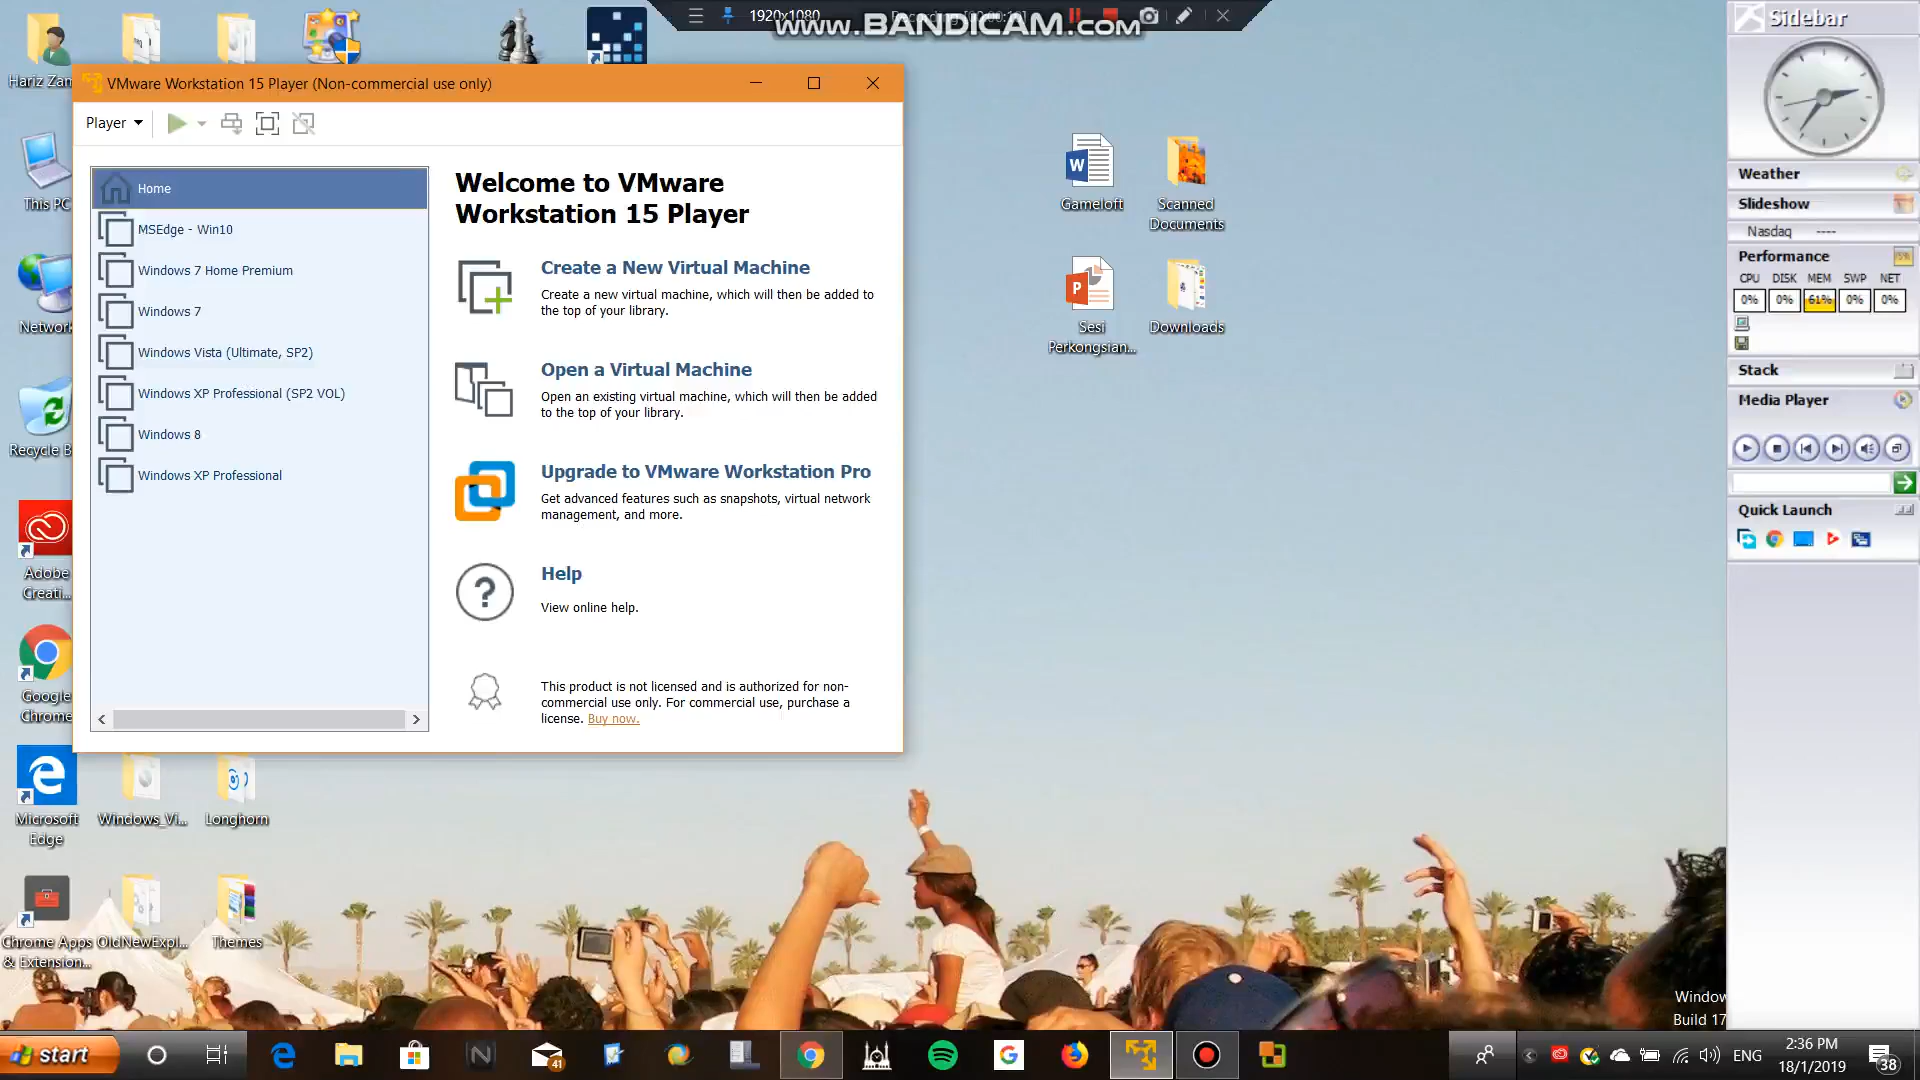 1920x1080
www.BANDICAM.com
Sidebar
Hariz Zam
VMware Workstation 15 Player (Non-commercial use only)
Player
Home
MSEdge - Win10
Windows 7 Home Premium
Windows 7
Windows Vista (Ultimate, SP2)
Windows XP Professional (SP2 VOL)
Windows 8
Windows XP Professional
Welcome to VMware
Workstation 15 Player
Create a New Virtual Machine
Create a new virtual machine, which will then be added to
the top of your library.
Open a Virtual Machine
Open an existing virtual machine, which will then be added
to the top of your library.
Upgrade to VMware Workstation Pro
Get advanced features such as snapshots, virtual network
management, and more.
Help
View online help.
This product is not licensed and is authorized for non-
commercial use only. For commercial use, purchase a
license. Buy now.
This PC
Network
Recycle B
Adobe
Creati...
Google
Chrome
Microsoft
Edge
Windows_Vi...
Longhorn
Chrome Apps
& Extension...
OldNewExpl...
Themes
Gameloft
Scanned
Documents
Sesi
Perkongsian...
Downloads
Weather
Slideshow
Nasdaq ----
Performance
CPU DISK MEM SWP NET
0% 0% 61% 0% 0%
Stack
Media Player
Quick Launch
Window
Build 17
start
41
ENG
2:36 PM
18/1/2019
38